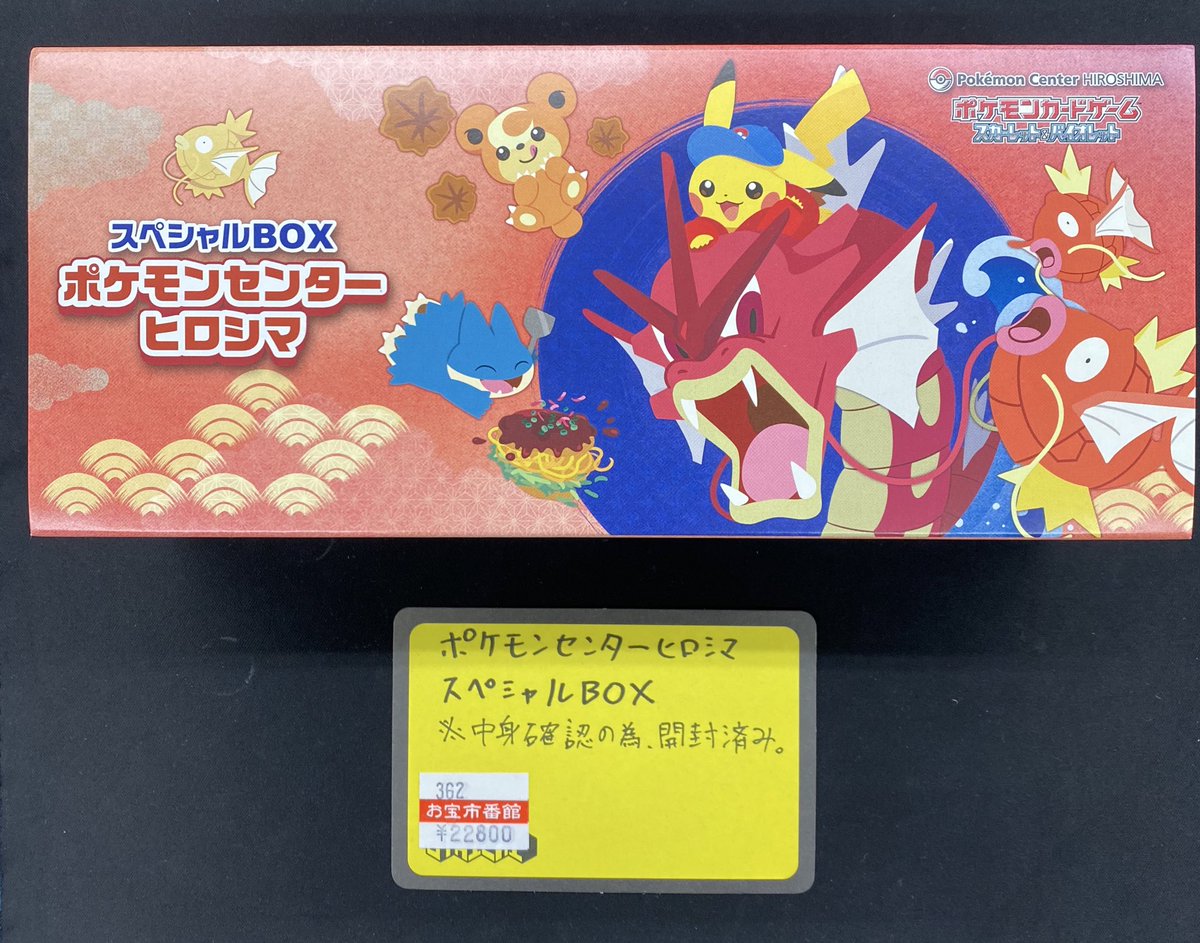 Pokémon Center HIROSHIMA
ポケモンカードゲーム
スカーレット&バイオレット
スペシャルBOX
ポケモンセンター
ヒロシマ
ポケモンセンターヒロシマ
スペシャルBOX
※中身確認の為、開封済み。
362
お宝市番館
¥22800